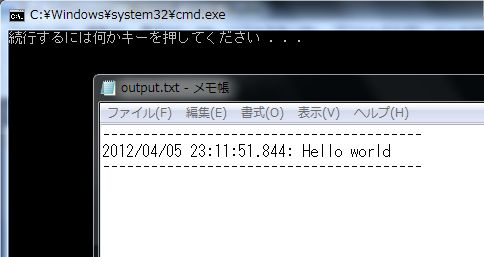 C:¥Windows¥system32¥cmd.exe
続行するには何かキーを押してください . . .
output.txt - メモ帳
ファイル(F) 編集(E) 書式(O) 表示(V) ヘルプ(H)
----------------------------------------
2012/04/05 23:11:51.844: Hello world
----------------------------------------